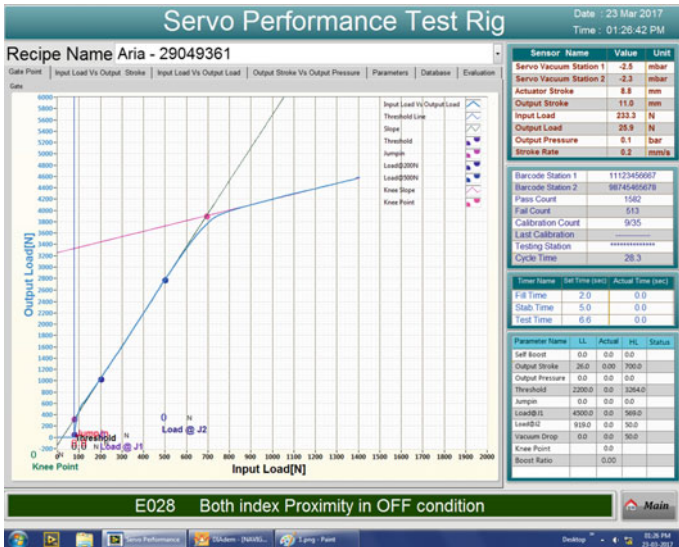 Servo Performance Test Rig
Date : 23 Mar 2017
Time : 01:26:42 PM
Recipe Name Aria - 29049361
Gate Point
Input Load Vs Output Stroke
Input Load Vs Output Load
Output Stroke Vs Output Pressure
Parameters
Database
Evaluation
Gate
Output Load[N]
6000
5800
5600
5400
5200
5000
4800
4600
4400
4200
4000
3800
3600
3400
3200
3000
2800
2600
2400
2200
2000
1800
1600
1400
1200
1000
800
600
400
200
0
-200
Input Load Vs Output Load
Threshold Line
Slope
Threshold
Jumpin
Load@200N
Load@500N
Knee Slope
Knee Point
Threshold
N
Load @ J1
0 N
Load @ J2
0 N
Knee Point
100 200 300 400 500 600 700 800 900 1000 1100 1200 1300 1400 1500 1600 1700 1800 1900 2000
Input Load[N]
Sensor Name Value Unit
Servo Vacuum Station 1 -2.5 mbar
Servo Vacuum Station 2 -2.3 mbar
Actuator Stroke 8.8 mm
Output Stroke 11.0 mm
Input Load 233.3 N
Output Load 25.9 N
Output Pressure 0.1 bar
Stroke Rate 0.2 mm/s
Barcode Station 1 11123456667
Barcode Station 2 98745465678
Pass Count 1582
Fail Count 513
Calibration Count 9/35
Last Calibration --------------
Testing Station **************
Cycle Time 28.3
Timer Name Set Time (sec) Actual Time (sec)
Fill Time 2.0 0.0
Stab Time 5.0 0.0
Test Time 6.6 0.0
Parameter Name LL Actual HL Status
Self Boost 0.0 0.0 0.0
Output Stroke 26.0 0.00 700.0
Output Pressure 0.0 0.0 0.0
Threshold 2200.0 0.0 3264.0
Jumpin 0.0 0.0 0.0
Load@J1 4500.0 0.0 569.0
Load@J2 919.0 0.0 50.0
Vacuum Drop 0.0 0.0 50.0
Knee Point 0.0
Boost Ratio 0.00
E028 Both index Proximity in OFF condition
Main
Servo Performance
DIAdem - [NAVIG...
1.png - Paint
Desktop
01:26 PM
23-03-2017